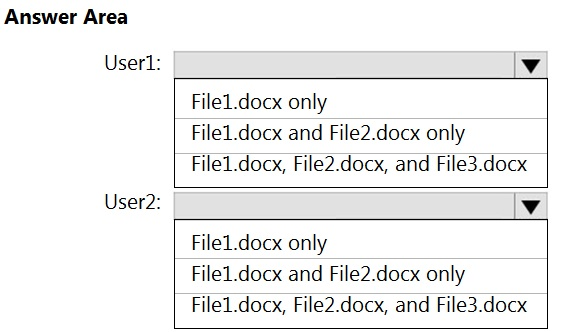 Answer Area
User1:
File1.docx only
File1.docx and File2.docx only
File1.docx, File2.docx, and File3.docx
User2:
File1.docx only
File1.docx and File2.docx only
File1.docx, File2.docx, and File3.docx